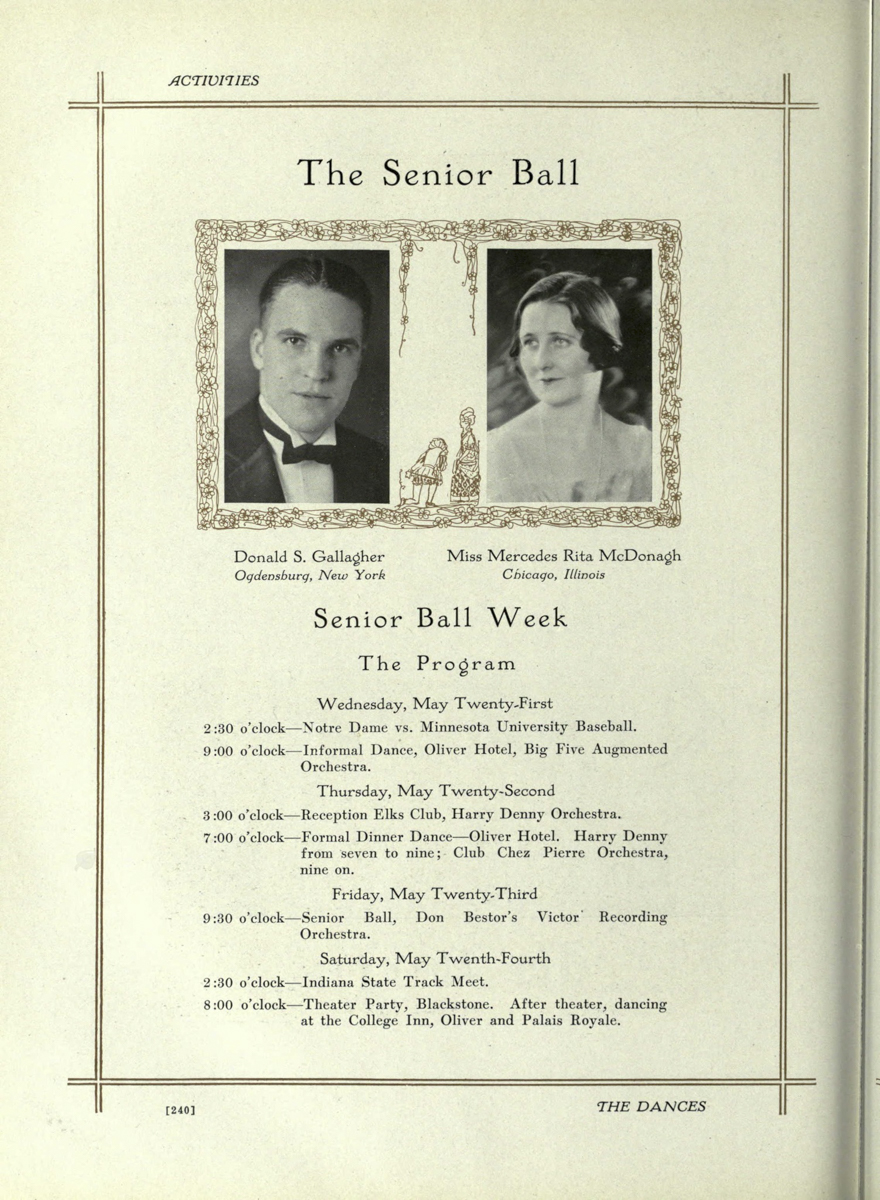 ACTIVITIES
The Senior Ball
Donald S. Gallagher
Ogdensburg, New York
Miss Mercedes Rita McDonagh
Chicago, Illinois
Senior Ball Week
The Program
Wednesday, May Twenty-First
2:30 o'clock—Notre Dame vs. Minnesota University Baseball.
9:00 o'clock—Informal Dance, Oliver Hotel, Big Five Augmented
Orchestra.
Thursday, May Twenty-Second
3:00 o'clock—Reception Elks Club, Harry Denny Orchestra.
7:00 o'clock—Formal Dinner Dance—Oliver Hotel. Harry Denny
from seven to nine; Club Chez Pierre Orchestra,
nine on.
Friday, May Twenty-Third
9:30 o'clock—Senior Ball, Don Bestor's Victor Recording
Orchestra.
Saturday, May Twenth-Fourth
2:30 o'clock—Indiana State Track Meet.
8:00 o'clock—Theater Party, Blackstone. After theater, dancing
at the College Inn, Oliver and Palais Royale.
[240]
THE DANCES